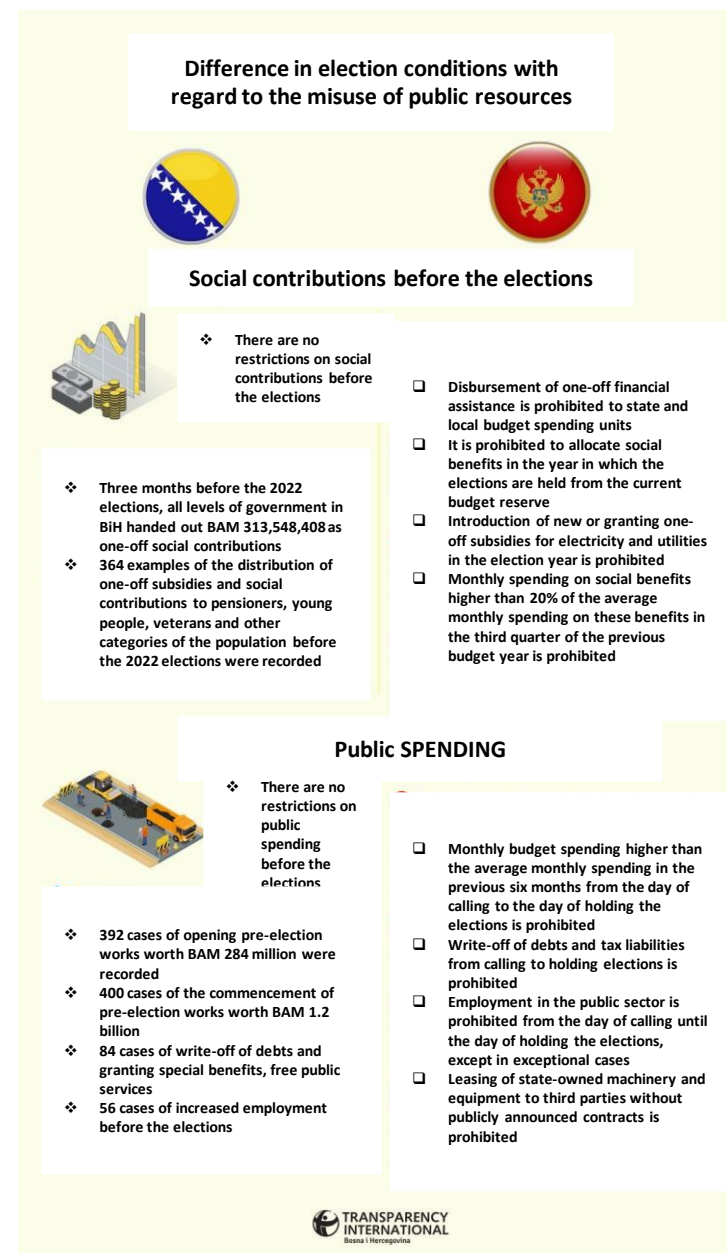 Difference in election conditions with
regard to the misuse of public resources
Social contributions before the elections
❖ There are no
restrictions on social
contributions before
the elections
❖ Three months before the 2022
elections, all levels of government in
BiH handed out BAM 313,548,408 as
one-off social contributions
❖ 364 examples of the distribution of
one-off subsidies and social
contributions to pensioners, young
people, veterans and other
categories of the population before
the 2022 elections were recorded
❑ Disbursement of one-off financial
assistance is prohibited to state and
local budget spending units
❑ It is prohibited to allocate social
benefits in the year in which the
elections are held from the current
budget reserve
❑ Introduction of new or granting one-
off subsidies for electricity and utilities
in the election year is prohibited
❑ Monthly spending on social benefits
higher than 20% of the average
monthly spending on these benefits in
the third quarter of the previous
budget year is prohibited
Public SPENDING
❖ There are no
restrictions on
public
spending
before the
elections
❖ 392 cases of opening pre-election
works worth BAM 284 million were
recorded
❖ 400 cases of the commencement of
pre-election works worth BAM 1.2
billion
❖ 84 cases of write-off of debts and
granting special benefits, free public
services
❖ 56 cases of increased employment
before the elections
❑ Monthly budget spending higher than
the average monthly spending in the
previous six months from the day of
calling to the day of holding the
elections is prohibited
❑ Write-off of debts and tax liabilities
from calling to holding elections is
prohibited
❑ Employment in the public sector is
prohibited from the day of calling until
the day of holding the elections,
except in exceptional cases
❑ Leasing of state-owned machinery and
equipment to third parties without
publicly announced contracts is
prohibited
TRANSPARENCY
INTERNATIONAL
Bosna i Hercegovina